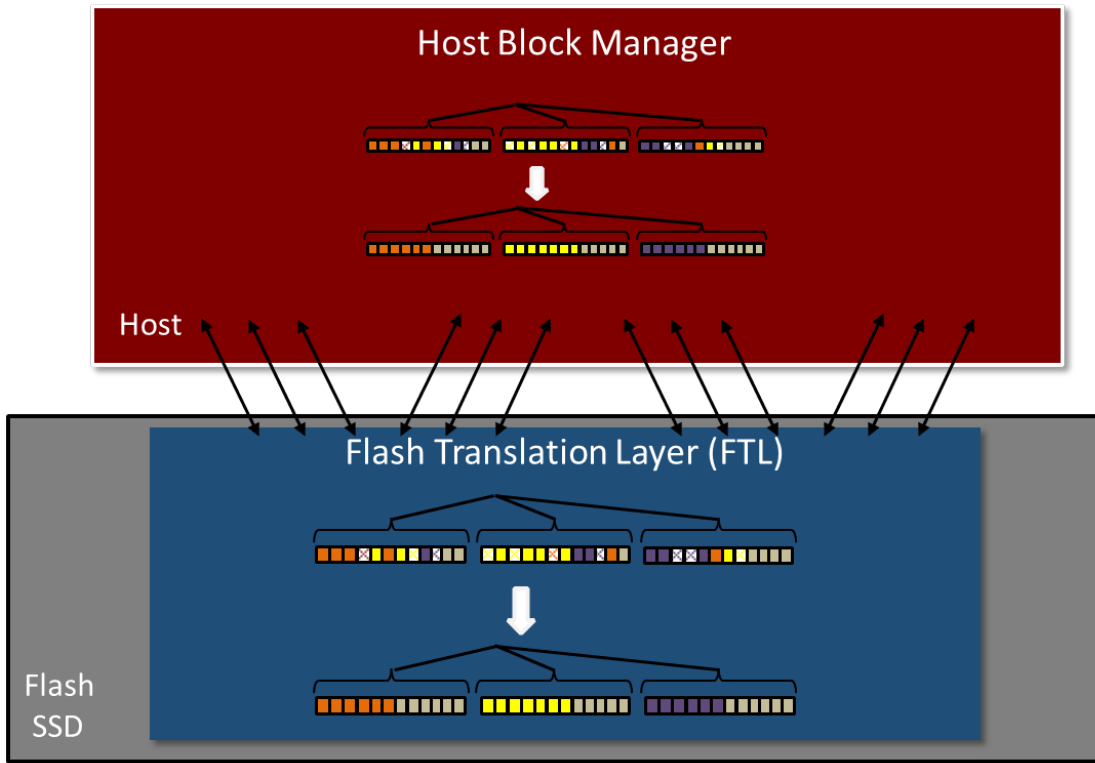 Host Block Manager
Host
Flash Translation Layer (FTL)
Flash
SSD